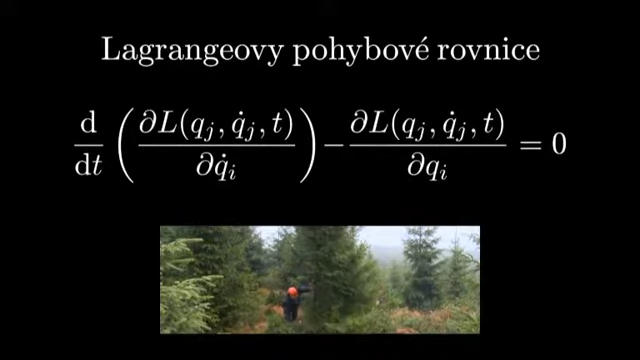 Lagrangeovy pohybové rovnice
d/dt (∂L(q_j, q̇_j, t)/∂q̇_i) − ∂L(q_j, q̇_j, t)/∂q_i = 0